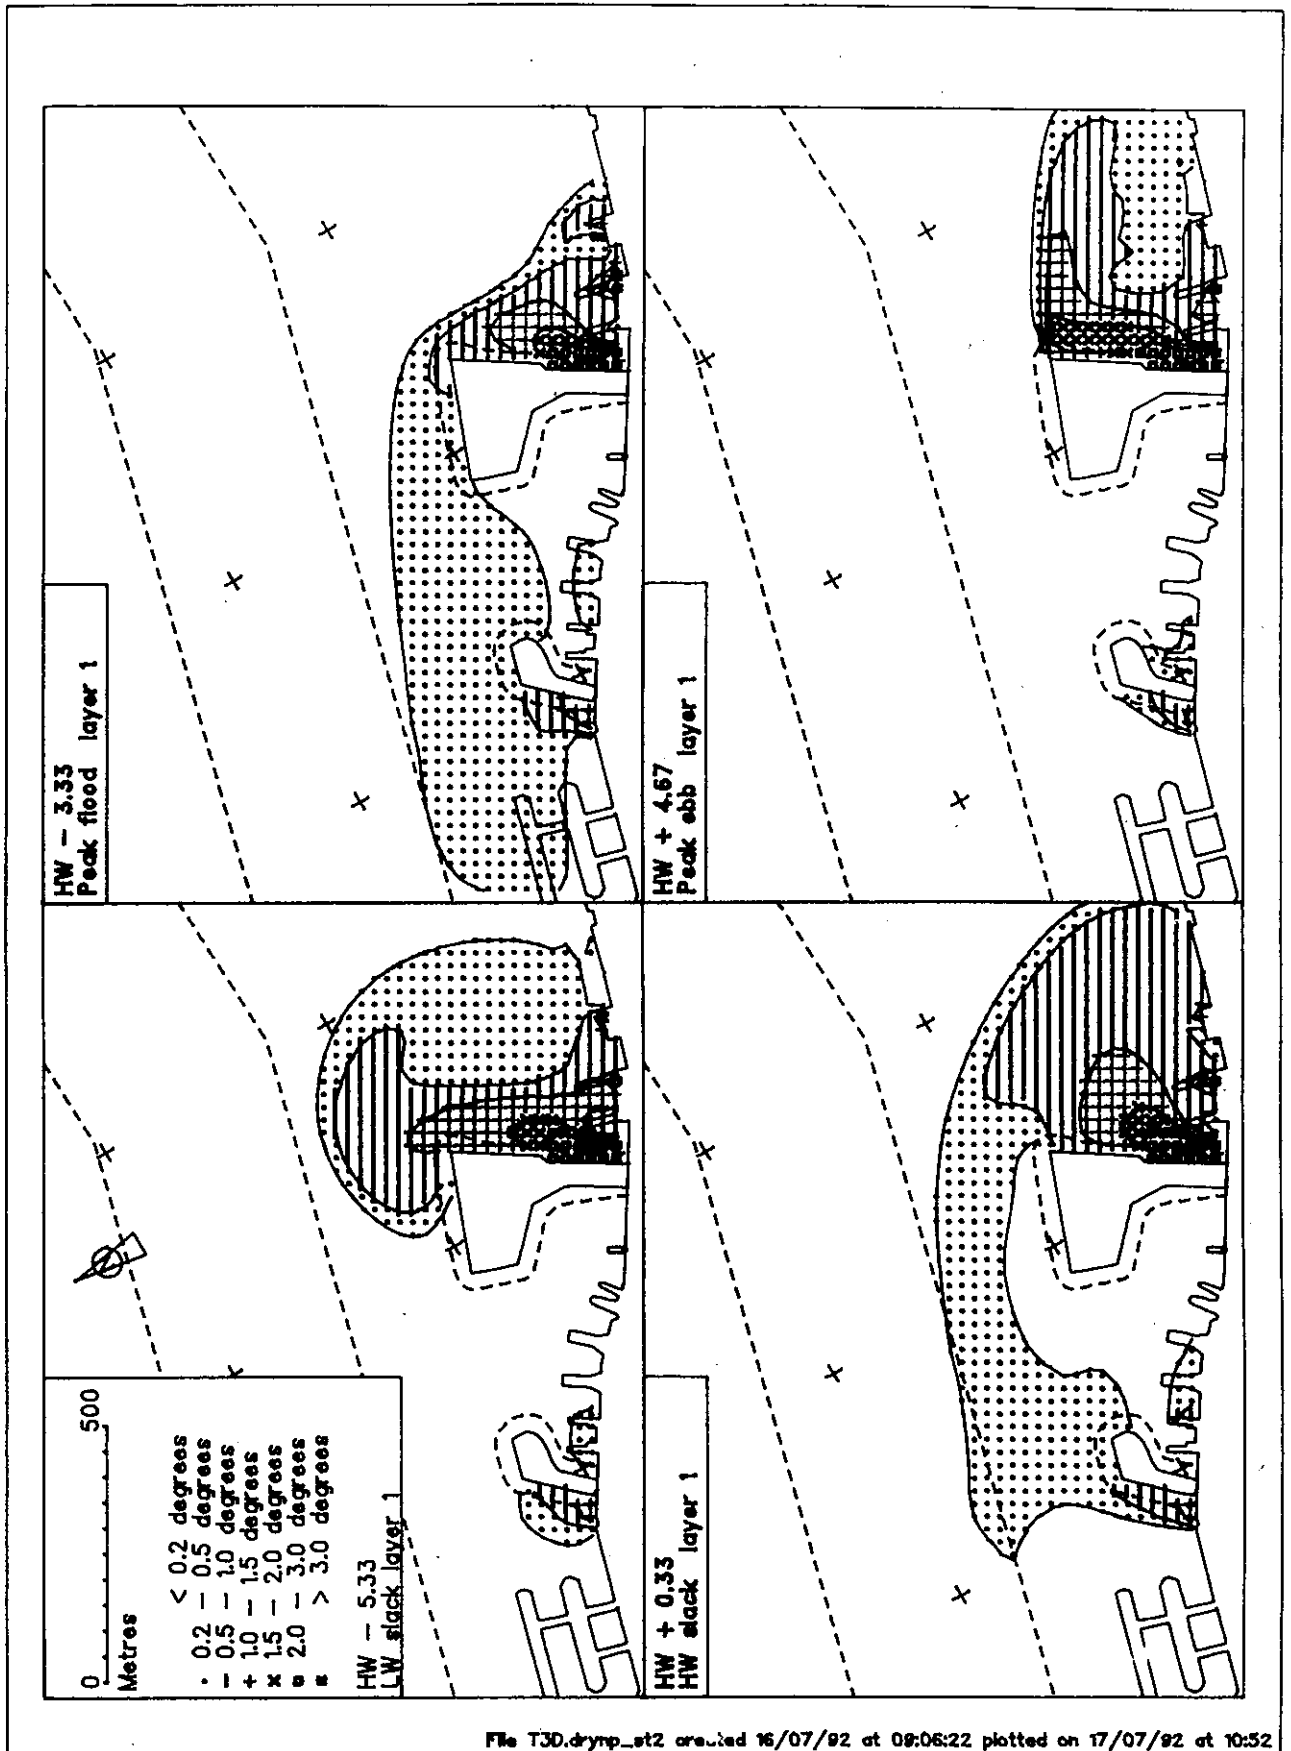 HW - 3.33
Peak flood layer 1
HW + 4.67
Peak ebb layer 1
0 500
Metres
< 0.2 degrees
· 0.2 - 0.5 degrees
- 0.5 - 1.0 degrees
+ 1.0 - 1.5 degrees
× 1.5 - 2.0 degrees
2.0 - 3.0 degrees
> 3.0 degrees
HW - 5.33
LW slack layer 1
HW + 0.33
HW slack layer 1
File T3D.drynp_st2 created 16/07/92 at 09:06:22 plotted on 17/07/92 at 10:52